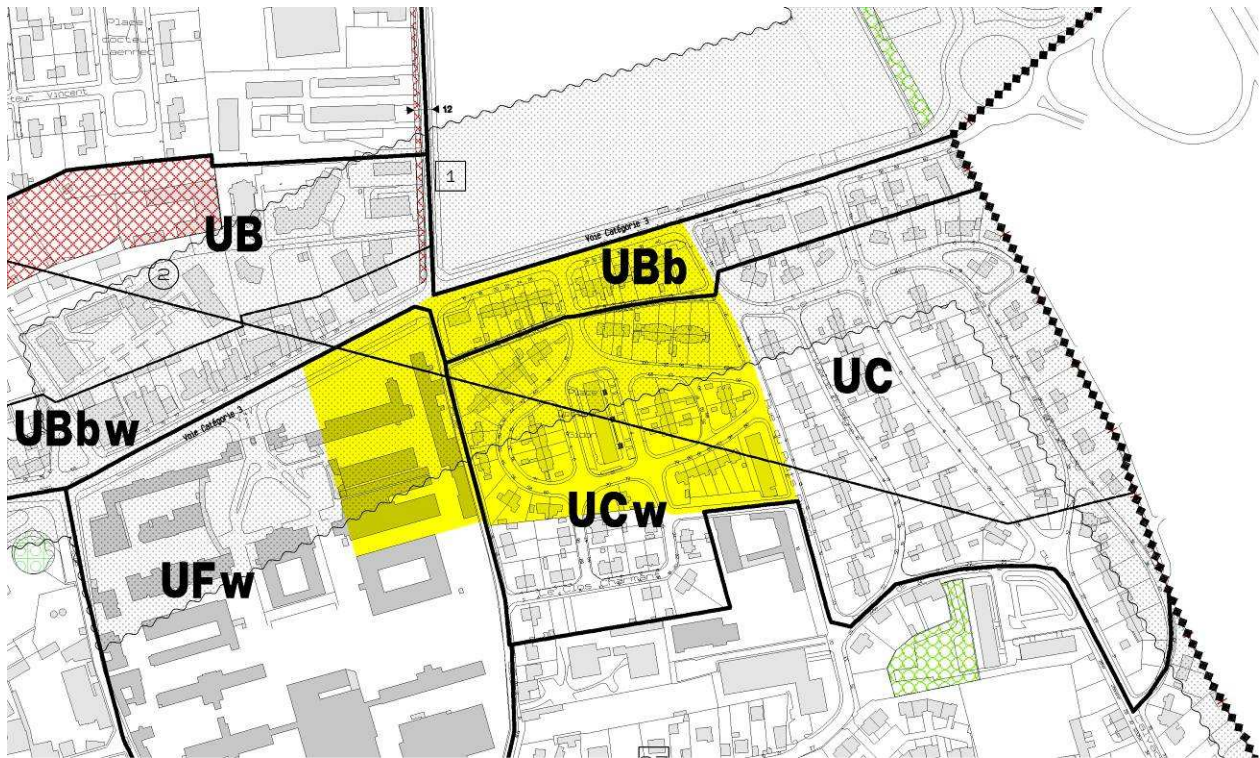 Place
Docteur
Laennec
Vincent
12
1
UB
2
Voie Catégorie 3
UBb
UC
UBbw
Voie Catégorie 3
Place
UCw
UFw